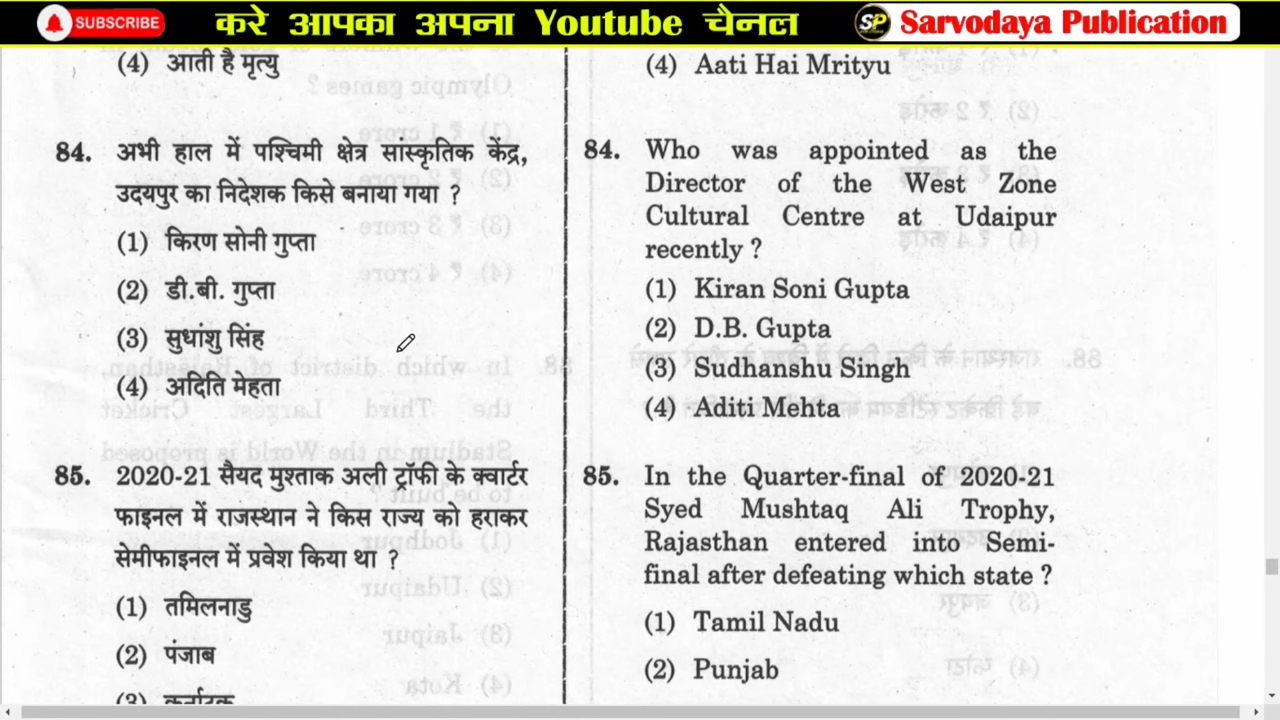 SUBSCRIBE
करे आपका अपना Youtube चैनल
SP
Sarvodaya Publication
(4) आती है मृत्यु
84. अभी हाल में पश्चिमी क्षेत्र सांस्कृतिक केंद्र,
उदयपुर का निदेशक किसे बनाया गया ?
(1) किरण सोनी गुप्ता
(2) डी.बी. गुप्ता
(3) सुधांशु सिंह
(4) अदिति मेहता
85. 2020-21 सैयद मुश्ताक अली ट्रॉफी के क्वार्टर
फाइनल में राजस्थान ने किस राज्य को हराकर
सेमीफाइनल में प्रवेश किया था ?
(1) तमिलनाडु
(2) पंजाब
(3) कर्नाटक
(4) Aati Hai Mrityu
84. Who was appointed as the
Director of the West Zone
Cultural Centre at Udaipur
recently ?
(1) Kiran Soni Gupta
(2) D.B. Gupta
(3) Sudhanshu Singh
(4) Aditi Mehta
85. In the Quarter-final of 2020-21
Syed Mushtaq Ali Trophy,
Rajasthan entered into Semi-
final after defeating which state ?
(1) Tamil Nadu
(2) Punjab